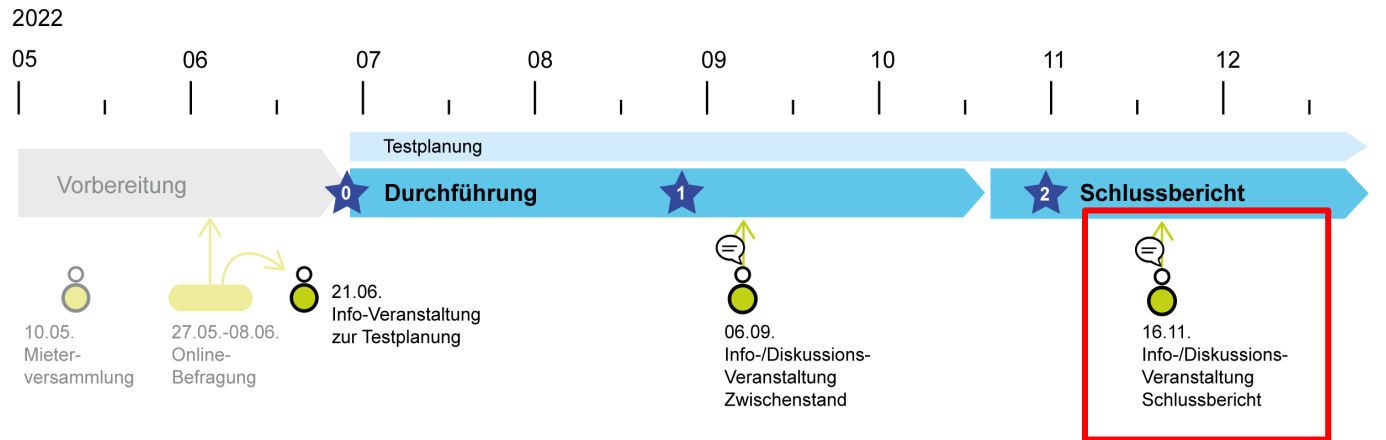 2022
05 06 07 08 09 10 11 12
Testplanung
Vorbereitung
0 Durchführung 1
2 Schlussbericht
10.05.
Mieter-
versammlung
27.05.-08.06.
Online-
Befragung
21.06.
Info-Veranstaltung
zur Testplanung
06.09.
Info-/Diskussions-
Veranstaltung
Zwischenstand
16.11.
Info-/Diskussions-
Veranstaltung
Schlussbericht